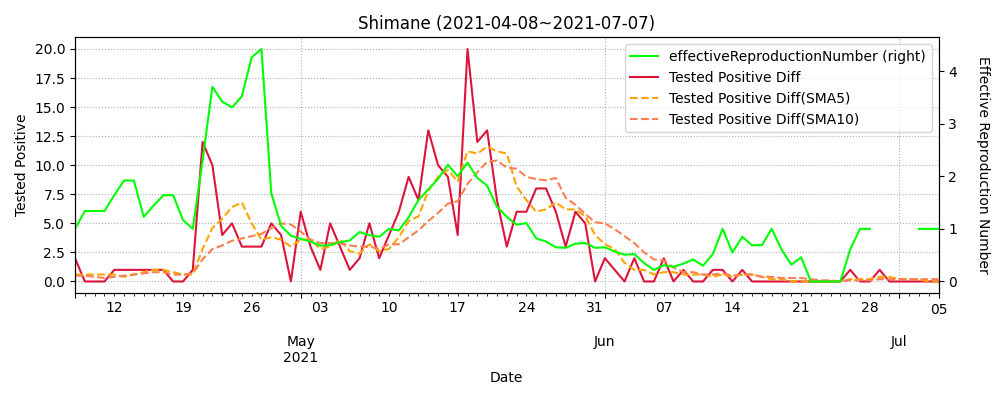 Shimane (2021-04-08~2021-07-07)
effectiveReproductionNumber (right)
Tested Positive Diff
Tested Positive Diff(SMA5)
Tested Positive Diff(SMA10)
Tested Positive
20.0
17.5
15.0
12.5
10.0
7.5
5.0
2.5
0.0
Effective Reproduction Number
4
3
2
1
0
12 19 26 03 10 17 24 31 07 14 21 28 05
May Jun Jul
2021
Date